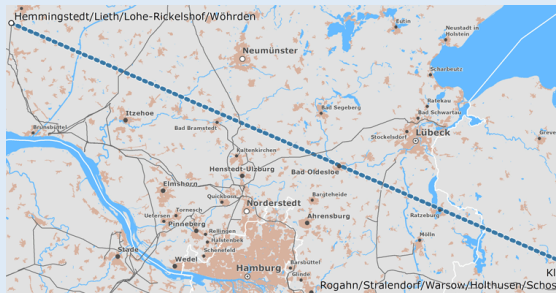 Hemmingstedt/Lieth/Lohe-Rickelshof/Wöhrden
Eutin
Neustadt in
Holstein
Neumünster
Scharbeutz
Itzehoe
Bad Segeberg
Ratekau
Bad Schwartau
Brunsbüttel
Bad Bramstedt
Stockelsdorf
Lübeck
Kaltenkirchen
Henstedt-Ulzburg
Bad Oldesloe
Elmshorn
Quickborn
Bargteheide
Norderstedt
Tornesch
Uetersen
Ratzeburg
Pinneberg
Ahrensburg
Rellingen
Halstenbek
Mölln
Stade
Schenefeld
Wedel
Barsbüttel
Hamburg
Glinde
Rogahn/Stralendorf/Warsow/Holthusen/Scho